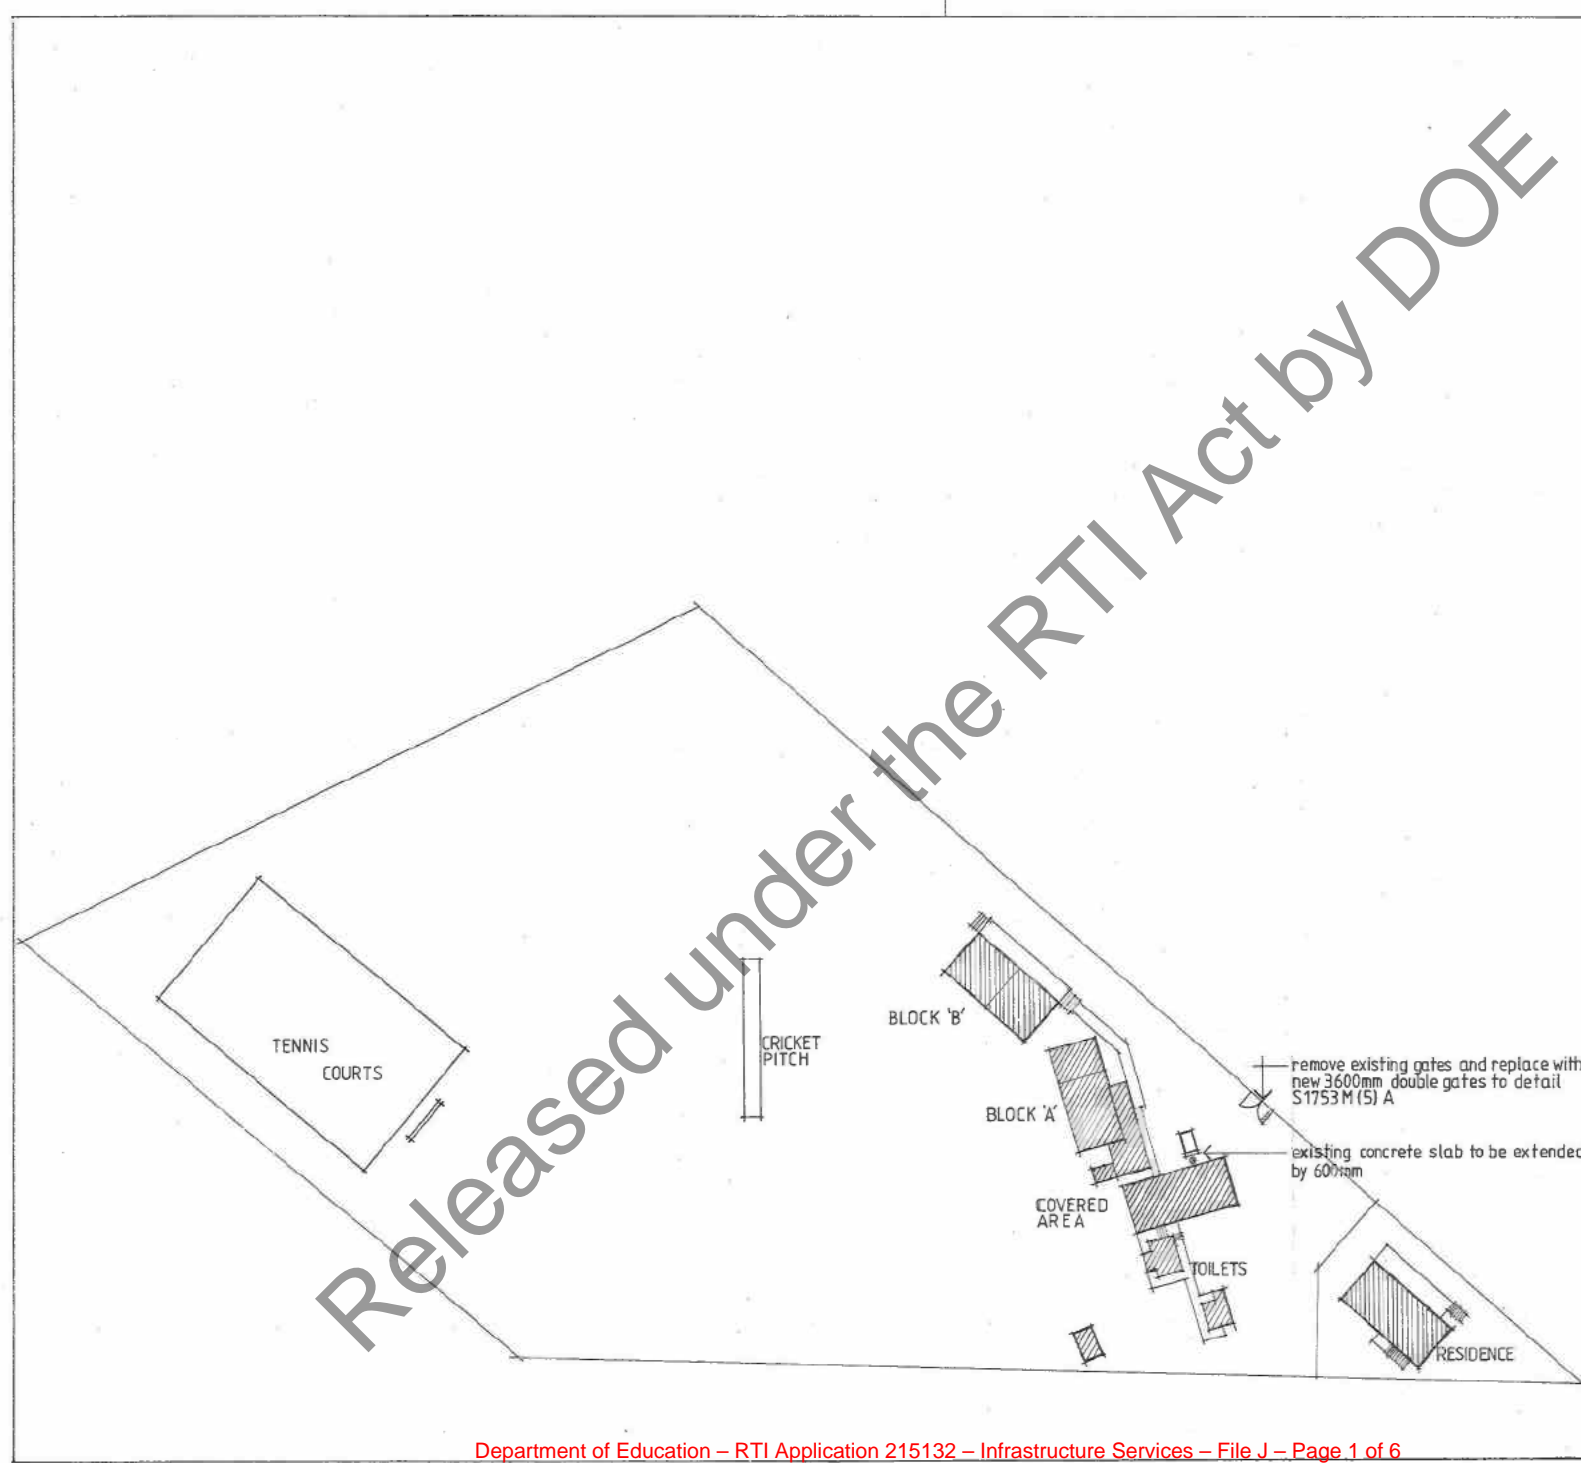 Released under the RTI Act by DOE
TENNIS
COURTS
CRICKET
PITCH
BLOCK 'B'
BLOCK 'A'
remove existing gates and replace with
new 3600mm double gates to detail
S1753M(5) A
existing concrete slab to be extended
by 600mm
COVERED
AREA
TOILETS
RESIDENCE
Department of Education – RTI Application 215132 – Infrastructure Services – File J – Page 1 of 6